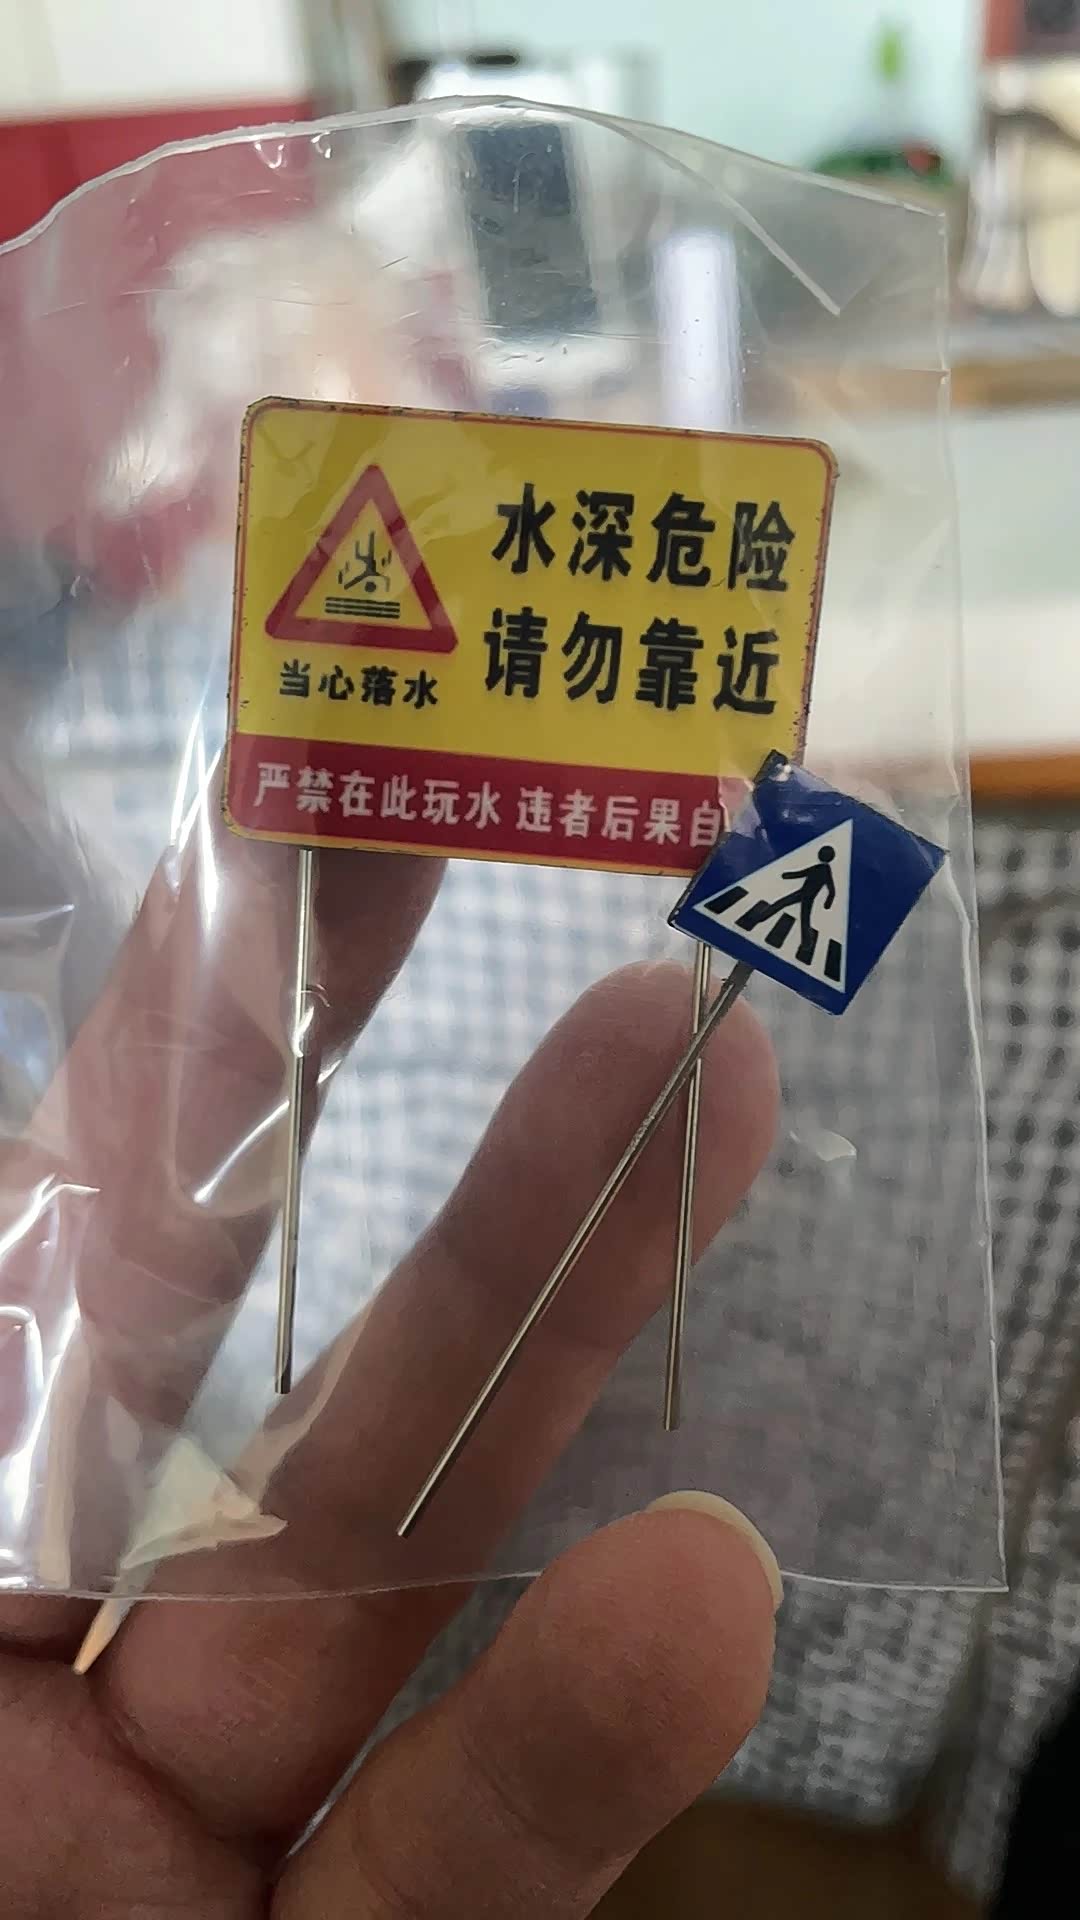 水深危险
请勿靠近
当心落水
严禁在此玩水 违者后果自